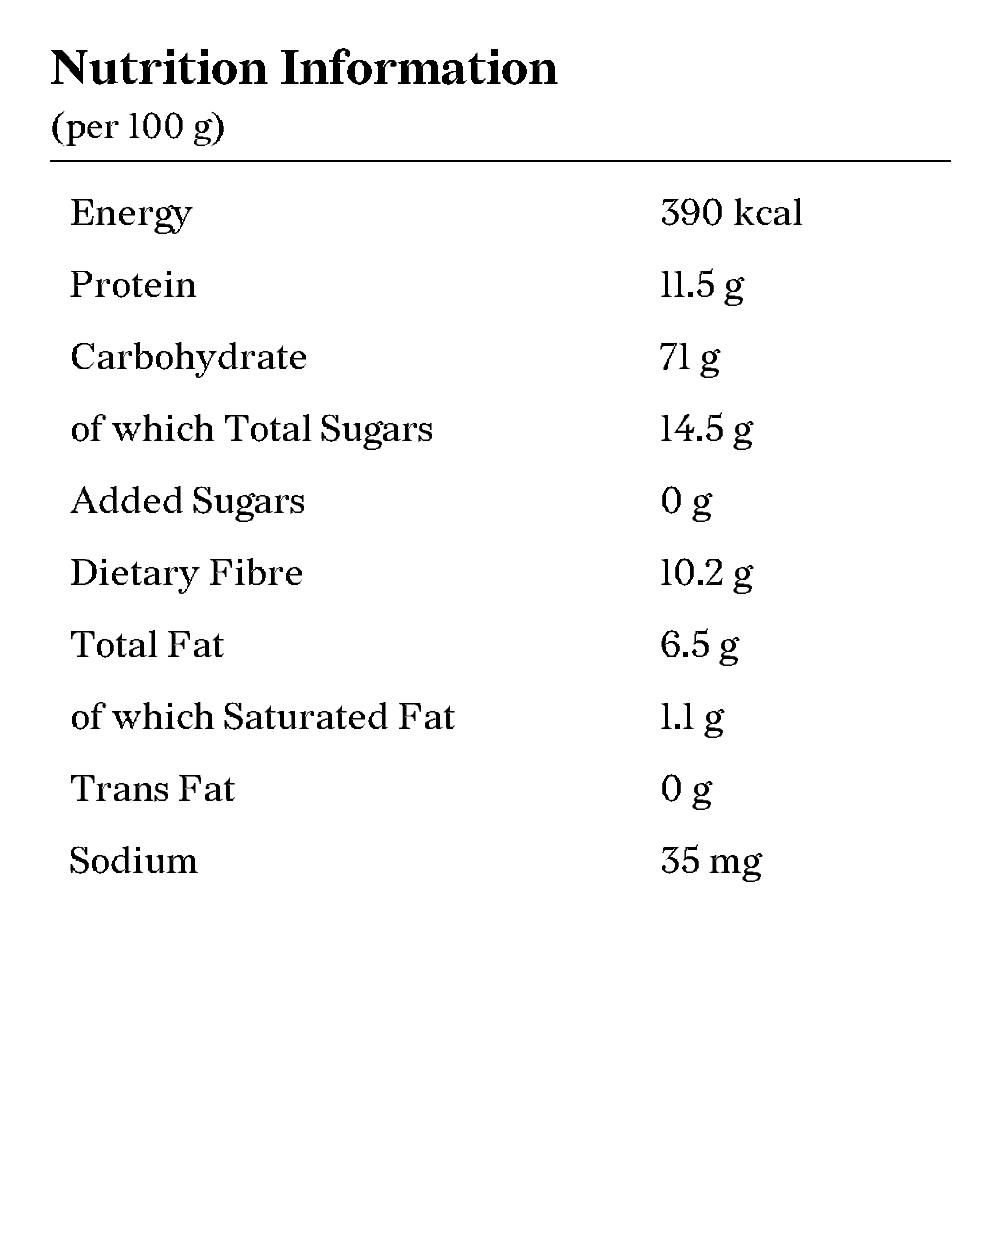 Nutrition Information
(per 100 g)
Energy 390 kcal
Protein 11.5 g
Carbohydrate 71 g
of which Total Sugars 14.5 g
Added Sugars 0 g
Dietary Fibre 10.2 g
Total Fat 6.5 g
of which Saturated Fat 1.1 g
Trans Fat 0 g
Sodium 35 mg